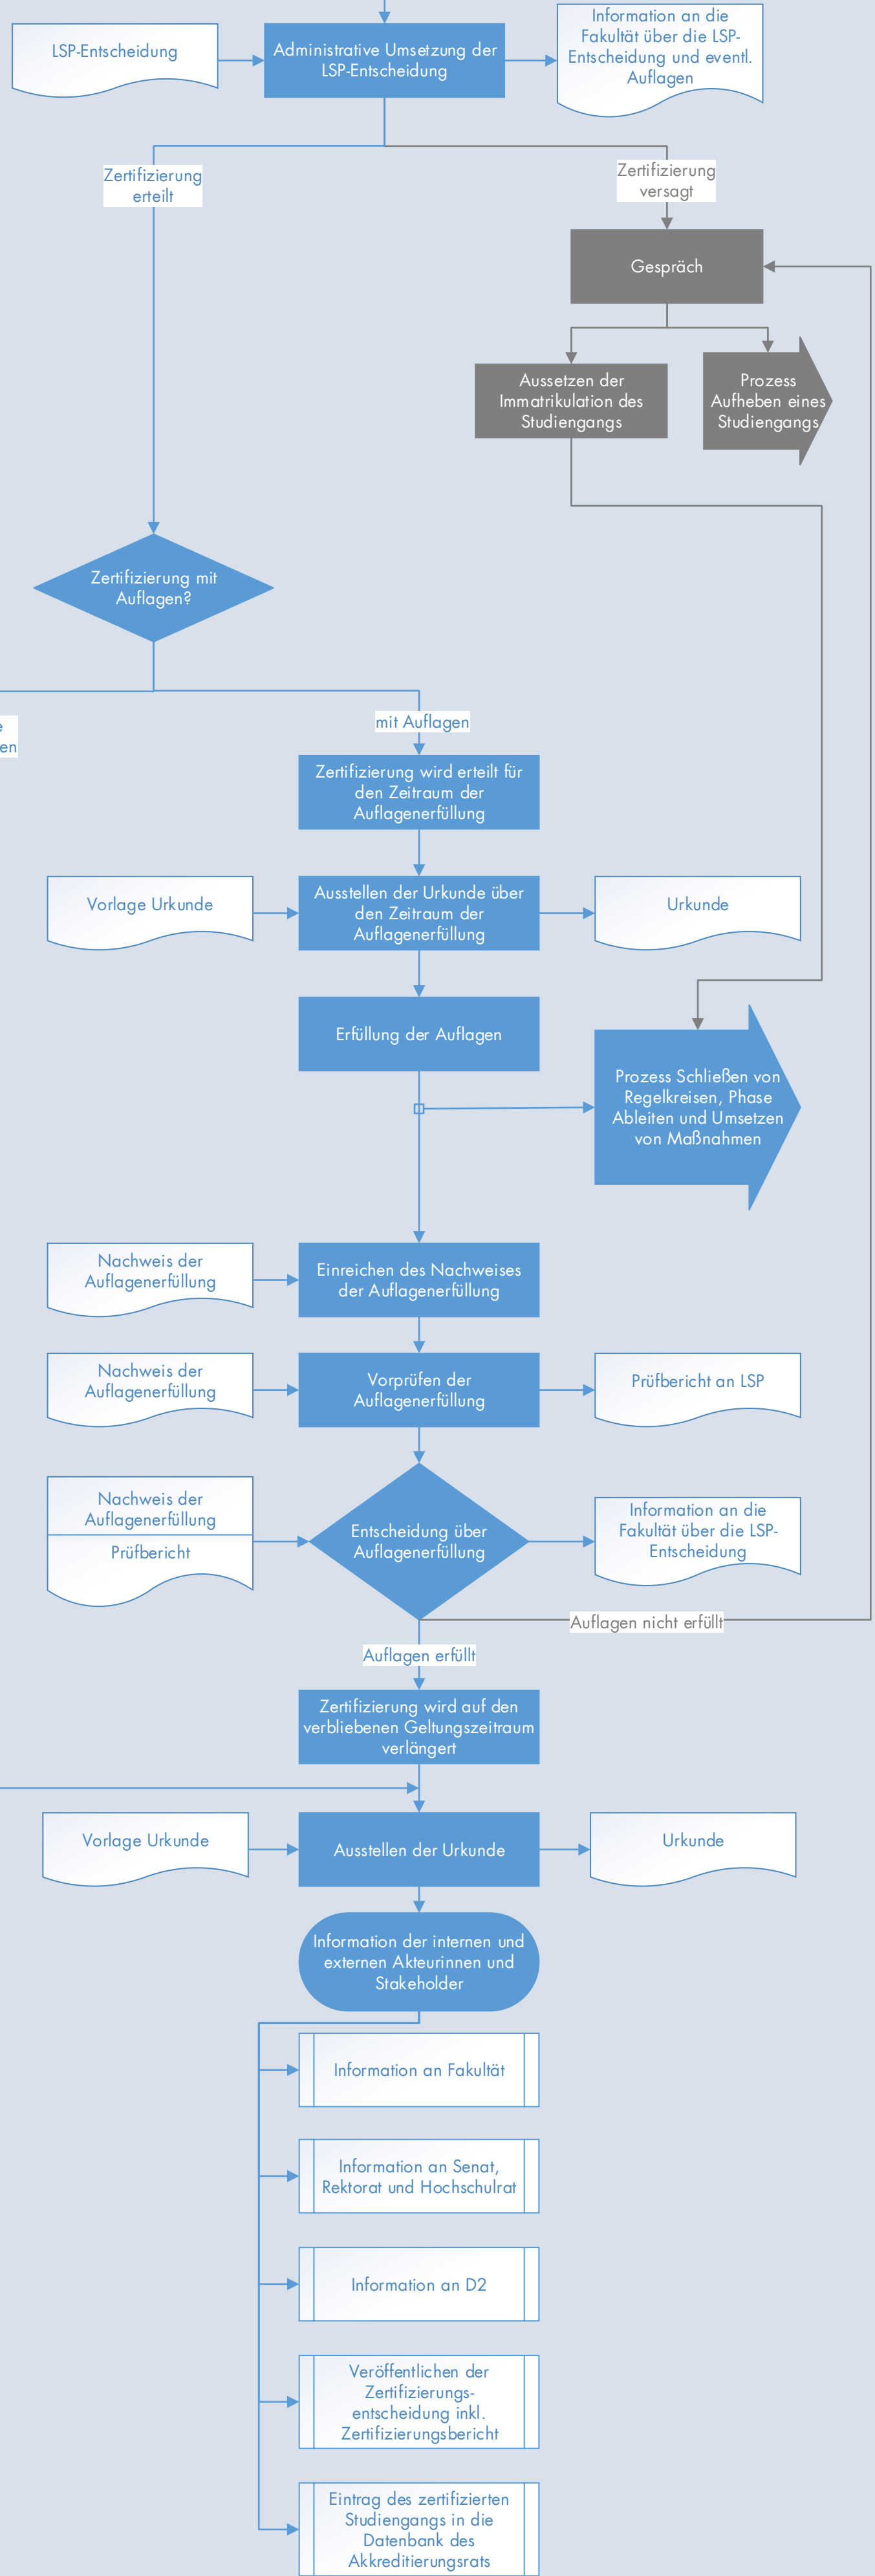 LSP-Entscheidung
Administrative Umsetzung der
LSP-Entscheidung
Information an die
Fakultät über die LSP-
Entscheidung und eventl.
Auflagen
Zertifizierung
erteilt
Zertifizierung
versagt
Gespräch
Aussetzen der
Immatrikulation des
Studiengangs
Prozess
Aufheben eines
Studiengangs
Zertifizierung mit
Auflagen?
e
en
mit Auflagen
Zertifizierung wird erteilt für
den Zeitraum der
Auflagenerfüllung
Vorlage Urkunde
Ausstellen der Urkunde über
den Zeitraum der
Auflagenerfüllung
Urkunde
Erfüllung der Auflagen
Prozess Schließen von
Regelkreisen, Phase
Ableiten und Umsetzen
von Maßnahmen
Nachweis der
Auflagenerfüllung
Einreichen des Nachweises
der Auflagenerfüllung
Nachweis der
Auflagenerfüllung
Vorprüfen der
Auflagenerfüllung
Prüfbericht an LSP
Nachweis der
Auflagenerfüllung
Prüfbericht
Entscheidung über
Auflagenerfüllung
Information an die
Fakultät über die LSP-
Entscheidung
Auflagen nicht erfüllt
Auflagen erfüllt
Zertifizierung wird auf den
verbliebenen Geltungszeitraum
verlängert
Vorlage Urkunde
Ausstellen der Urkunde
Urkunde
Information der internen und
externen Akteurinnen und
Stakeholder
Information an Fakultät
Information an Senat,
Rektorat und Hochschulrat
Information an D2
Veröffentlichen der
Zertifizierungs-
entscheidung inkl.
Zertifizierungsbericht
Eintrag des zertifizierten
Studiengangs in die
Datenbank des
Akkreditierungsrats